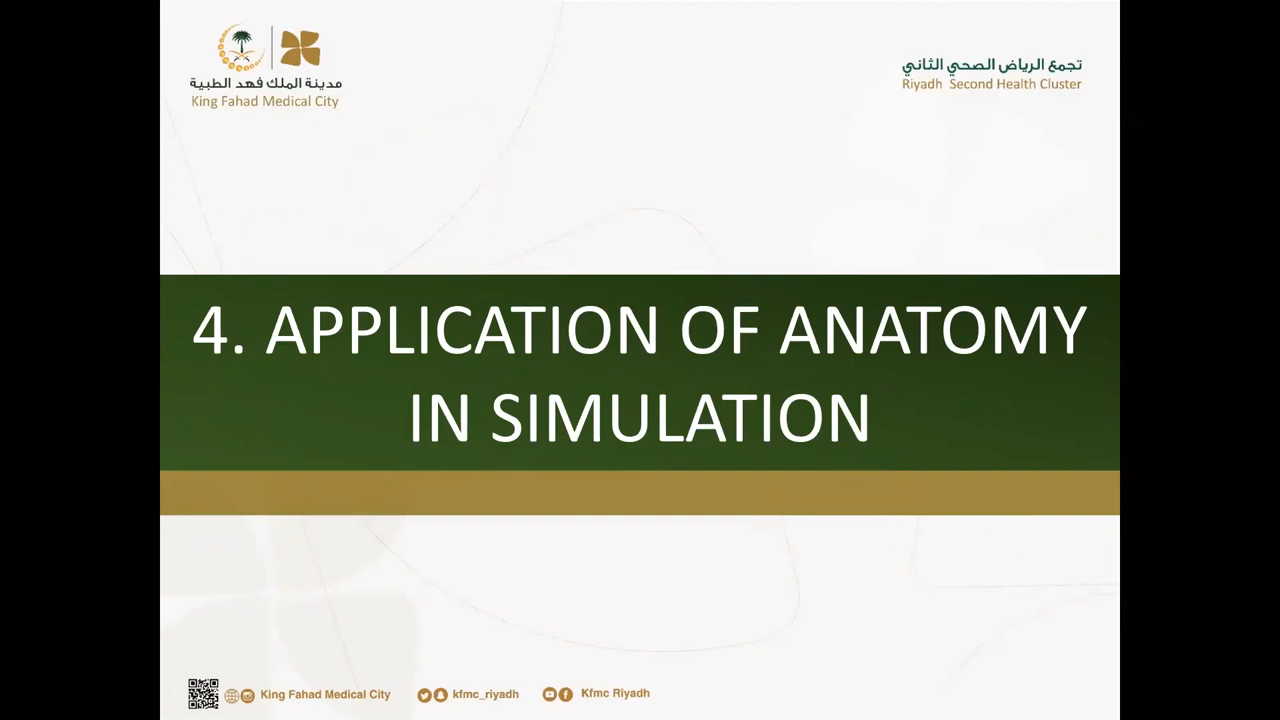 مدينة الملك فهد الطبية
King Fahad Medical City
تجمع الرياض الصحي الثاني
Riyadh Second Health Cluster
4. APPLICATION OF ANATOMY
IN SIMULATION
King Fahad Medical City kfmc_riyadh Kfmc Riyadh